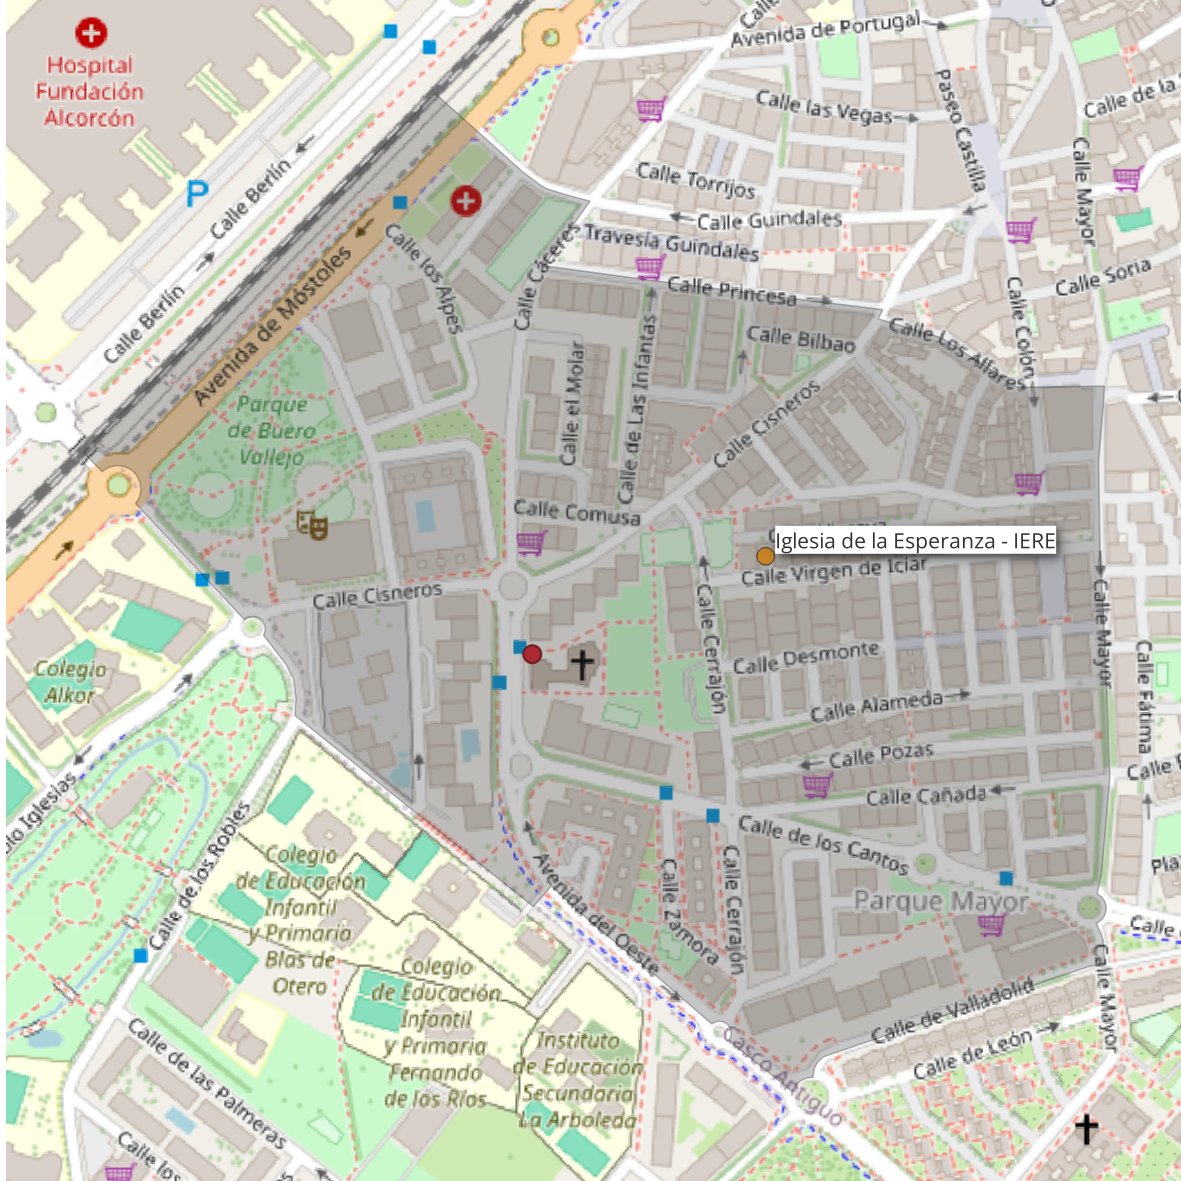 Hospital
Fundación
Alcorcón
P
Calle Berlín
Calle Berlín
Avenida de Móstoles
Calle los Alpes
Calle Cáceres
Avenida de Portugal
Calle las Vegas
Paseo Castilla
Calle Mayor
Calle de la
Calle Torrijos
Calle Guindales
Travesía Guindales
Calle Princesa
Calle Soria
Calle Colón
Calle Los Alfares
Calle Bilbao
Calle Cisneros
Calle de Las Infantas
Calle el Molar
Calle Comusa
Parque
de Buero
Vallejo
Iglesia de la Esperanza - IERE
Calle Virgen de Iciar
Calle Cisneros
Calle Cerrajón
Calle Desmonte
Calle Alameda
Calle Pozas
Calle Cañada
Calle Mayor
Calle Fátima
Colegio
Alkor
Calle de los Robles
Calle de los Cantos
Parque Mayor
Calle Zamora
Calle Cerrajón
Avenida del Oeste
Calle de Valladolid
Calle de León
Calle Mayor
Casco Antiguo
Colegio
de Educación
Infantil
y Primaria
Blas de
Otero
Colegio
de Educación
Infantil
y Primaria
Fernando
de los Ríos
Instituto
de Educación
Secundaria
La Arboleda
Calle de las Palmeras
Calle los